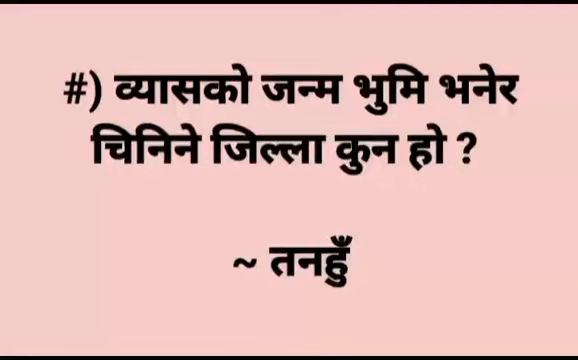 #) व्यासको जन्म भुमि भनेर
चिनिने जिल्ला कुन हो ?
~ तनहुँ